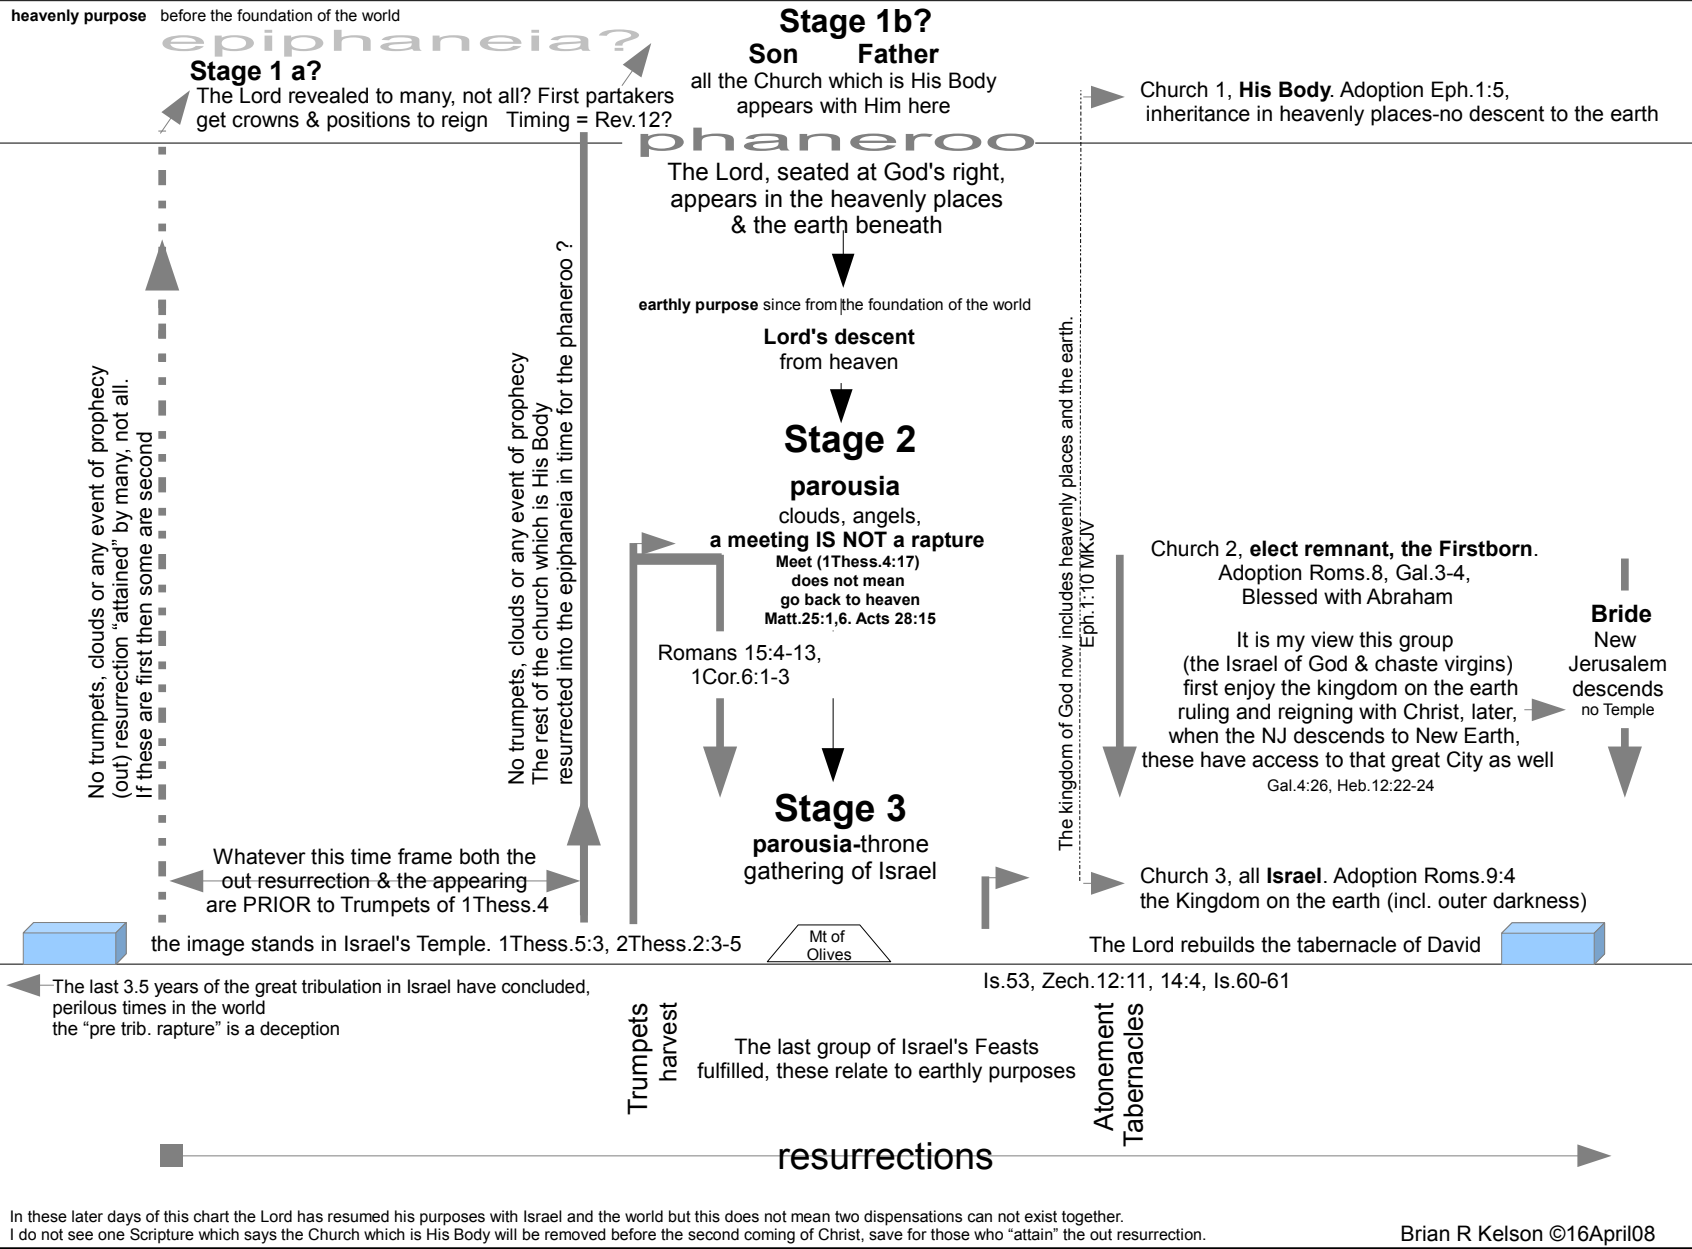 heavenly purpose before the foundation of the world
epiphaneia?
Stage 1 a?
The Lord revealed to many, not all? First partakers
get crowns & positions to reign Timing = Rev.12?
Stage 1b?
Son Father
all the Church which is His Body
appears with Him here
phaneroo
The Lord, seated at God's right,
appears in the heavenly places
& the earth beneath
Church 1, His Body. Adoption Eph.1:5,
inheritance in heavenly places-no descent to the earth
earthly purpose since from the foundation of the world
Lord's descent
from heaven
Stage 2
parousia
clouds, angels,
a meeting IS NOT a rapture
Meet (1Thess.4:17)
does not mean
go back to heaven
Matt.25:1,6. Acts 28:15
Romans 15:4-13,
1Cor.6:1-3
Stage 3
parousia-throne
gathering of Israel
No trumpets, clouds or any event of prophecy
(out) resurrection “attained” by many, not all.
If these are first then some are second
No trumpets, clouds or any event of prophecy
The rest of the church which is His Body
resurrected into the epiphaneia in time for the phaneroo ?
The kingdom of God now includes heavenly places and the earth.
Eph.1:10 MKJV
Church 2, elect remnant, the Firstborn.
Adoption Roms.8, Gal.3-4,
Blessed with Abraham
It is my view this group
(the Israel of God & chaste virgins)
first enjoy the kingdom on the earth
ruling and reigning with Christ, later,
when the NJ descends to New Earth,
these have access to that great City as well
Gal.4:26, Heb.12:22-24
Bride
New
Jerusalem
descends
no Temple
Whatever this time frame both the
out resurrection & the appearing
are PRIOR to Trumpets of 1Thess.4
Church 3, all Israel. Adoption Roms.9:4
the Kingdom on the earth (incl. outer darkness)
the image stands in Israel's Temple. 1Thess.5:3, 2Thess.2:3-5
Mt of
Olives
The Lord rebuilds the tabernacle of David
The last 3.5 years of the great tribulation in Israel have concluded,
perilous times in the world
the “pre trib. rapture” is a deception
Is.53, Zech.12:11, 14:4, Is.60-61
Trumpets
harvest
The last group of Israel's Feasts
fulfilled, these relate to earthly purposes
Atonement
Tabernacles
resurrections
In these later days of this chart the Lord has resumed his purposes with Israel and the world but this does not mean two dispensations can not exist together.
I do not see one Scripture which says the Church which is His Body will be removed before the second coming of Christ, save for those who “attain” the out resurrection.
Brian R Kelson ©16April08